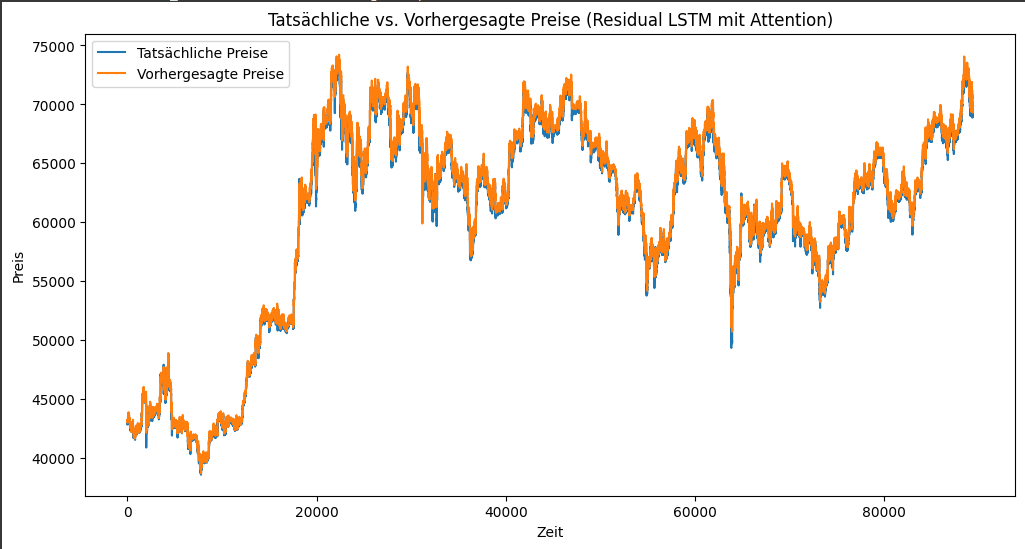 Tatsächliche vs. Vorhergesagte Preise (Residual LSTM mit Attention)
Tatsächliche Preise
Vorhergesagte Preise
Preis
75000
70000
65000
60000
55000
50000
45000
40000
0 20000 40000 60000 80000
Zeit